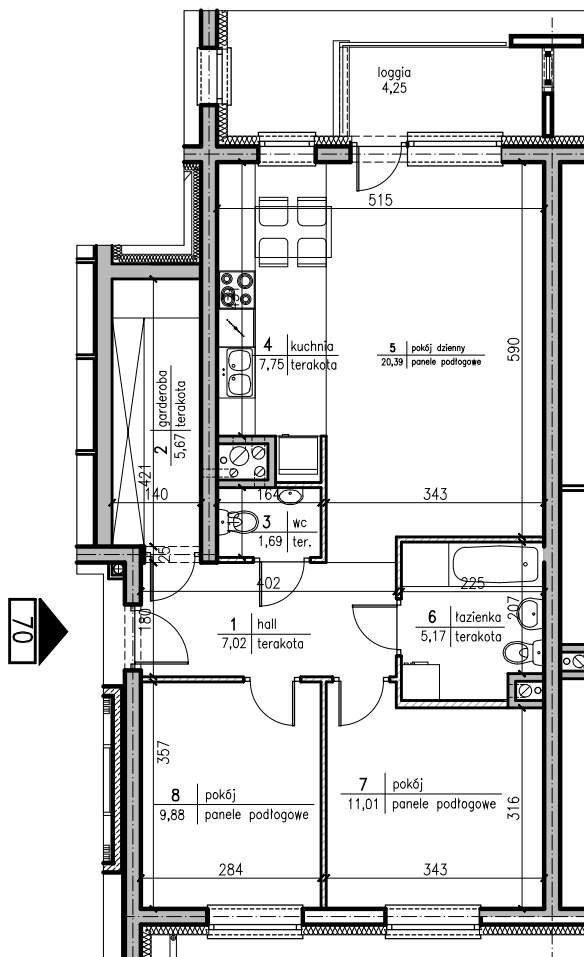 loggia
4,25
515
4 kuchnia
7,75 terakota
5 pokój dzienny
20,39 panele podłogowe
590
2 garderoba
5,67 terakota
421
140
164
343
3 wc
1,69 ter.
25
402
225
180
1 hall
7,02 terakota
6 łazienka
5,17 terakota
207
70
357
8 pokój
9,88 panele podłogowe
7 pokój
11,01 panele podłogowe
316
284
343